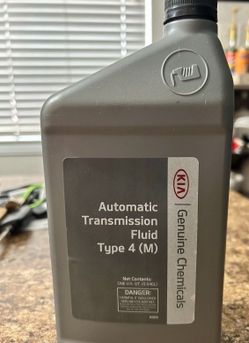 Automatic
Transmission
Fluid
Type 4 (M)
KIA
Genuine Chemicals
Net Contents:
DANGER: